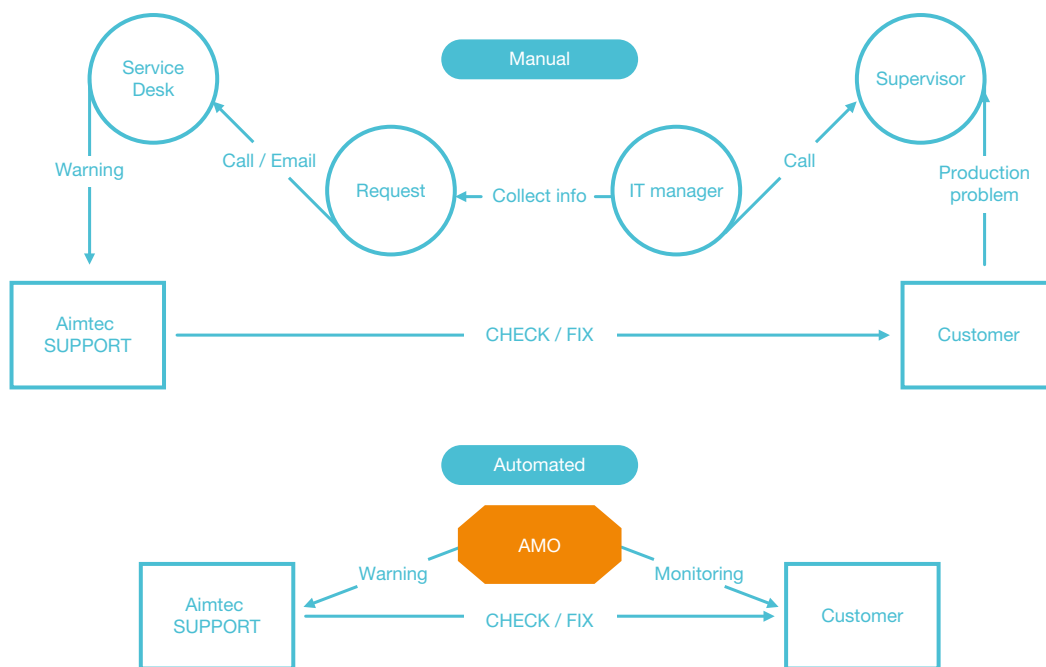 Manual
Service
Desk
Supervisor
Warning
Call / Email
Request
Collect info
IT manager
Call
Production
problem
Aimtec
SUPPORT
CHECK / FIX
Customer
Automated
AMO
Warning
Monitoring
Aimtec
SUPPORT
CHECK / FIX
Customer